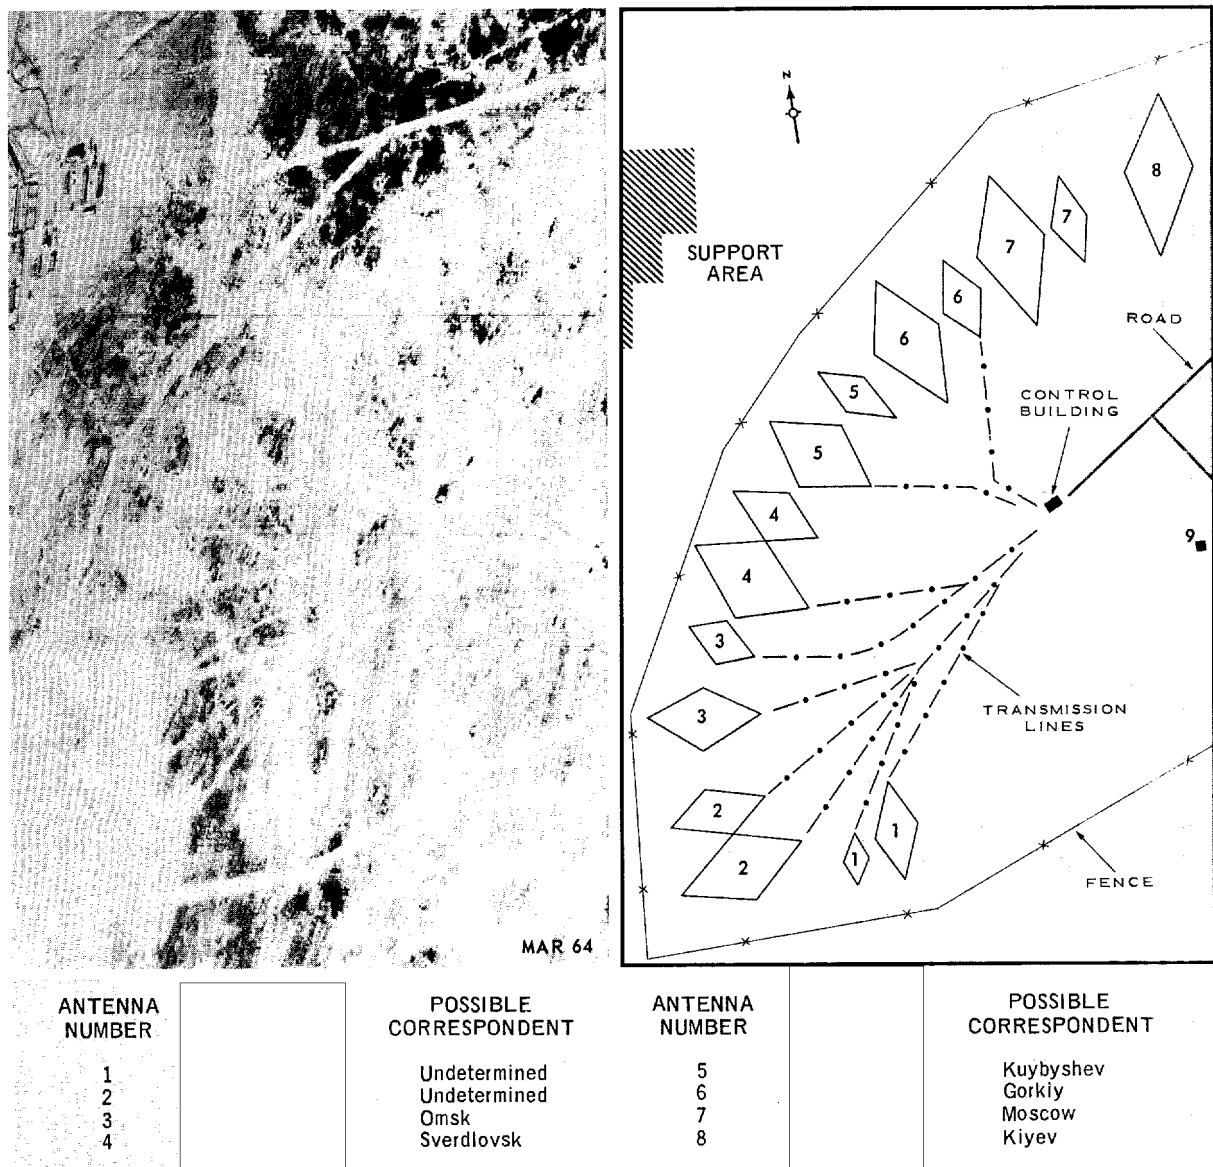 MAR 64
N
8
7
7
SUPPORT
AREA
6
6
ROAD
5
CONTROL
BUILDING
5
4
9
4
3
3
TRANSMISSION
LINES
2
1
1
2
FENCE
ANTENNA
NUMBER
POSSIBLE
CORRESPONDENT
ANTENNA
NUMBER
POSSIBLE
CORRESPONDENT
1 Undetermined 5 Kuybyshev
2 Undetermined 6 Gorkiy
3 Omsk 7 Moscow
4 Sverdlovsk 8 Kiyev